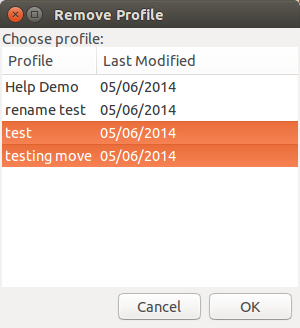 Remove Profile
Choose profile:
Profile Last Modified
Help Demo 05/06/2014
rename test 05/06/2014
test 05/06/2014
testing move 05/06/2014
Cancel OK